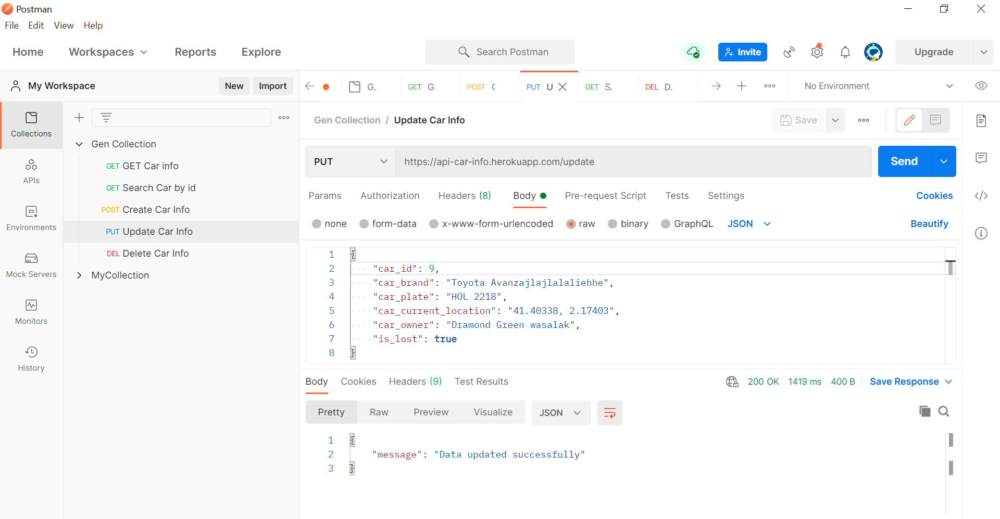 Postman
File Edit View Help
Home Workspaces Reports Explore Search Postman Invite Upgrade
My Workspace New Import
G. GET G. POST PUT U GET S. DEL D. No Environment
Collections
APIs
Environments
Mock Servers
Monitors
History
Gen Collection
GET GET Car info
GET Search Car by id
POST Create Car Info
PUT Update Car Info
DEL Delete Car Info
MyCollection
Gen Collection / Update Car Info Save
PUT https://api-car-info.herokuapp.com/update Send
Params Authorization Headers (8) Body Pre-request Script Tests Settings Cookies
none form-data x-www-form-urlencoded raw binary GraphQL JSON Beautify
1 {
2 "car_id": 9,
3 "car_brand": "Toyota Avanzajlajlalaliehhe",
4 "car_plate": "HOL 2218",
5 "car_current_location": "41.40338, 2.17403",
6 "car_owner": "Dramond Green wasalak",
7 "is_lost": true
8 }
Body Cookies Headers (9) Test Results 200 OK 1419 ms 400 B Save Response
Pretty Raw Preview Visualize JSON
1 {
2 "message": "Data updated successfully"
3 }